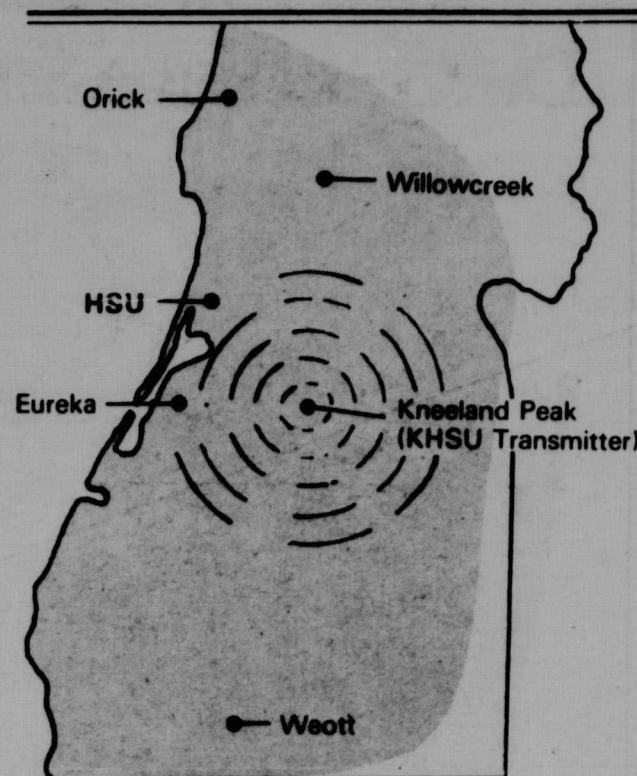 Orick
Willowcreek
HSU
Eureka
Kneeland Peak
(KHSU Transmitter)
Weott